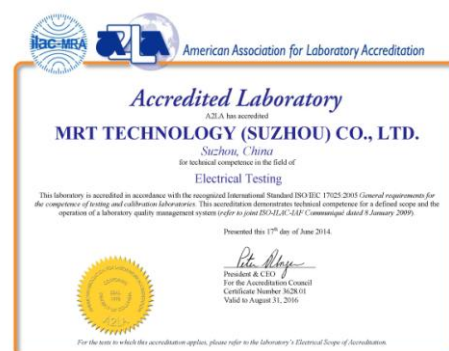 ilac-MRA
A2LA
American Association for Laboratory Accreditation
Accredited Laboratory
A2LA has accredited
MRT TECHNOLOGY (SUZHOU) CO., LTD.
Suzhou, China
for technical competence in the field of
Electrical Testing
This laboratory is accredited in accordance with the recognized International Standard ISO/IEC 17025:2005 General requirements for
the competence of testing and calibration laboratories. This accreditation demonstrates technical competence for a defined scope and the
operation of a laboratory quality management system (refer to joint ISO-ILAC-IAF Communiqué dated 8 January 2009).
Presented this 17th day of June 2014.
President & CEO
For the Accreditation Council
Certificate Number 3628.01
Valid to August 31, 2016
A2LA
For the tests to which this accreditation applies, please refer to the laboratory's Electrical Scope of Accreditation.